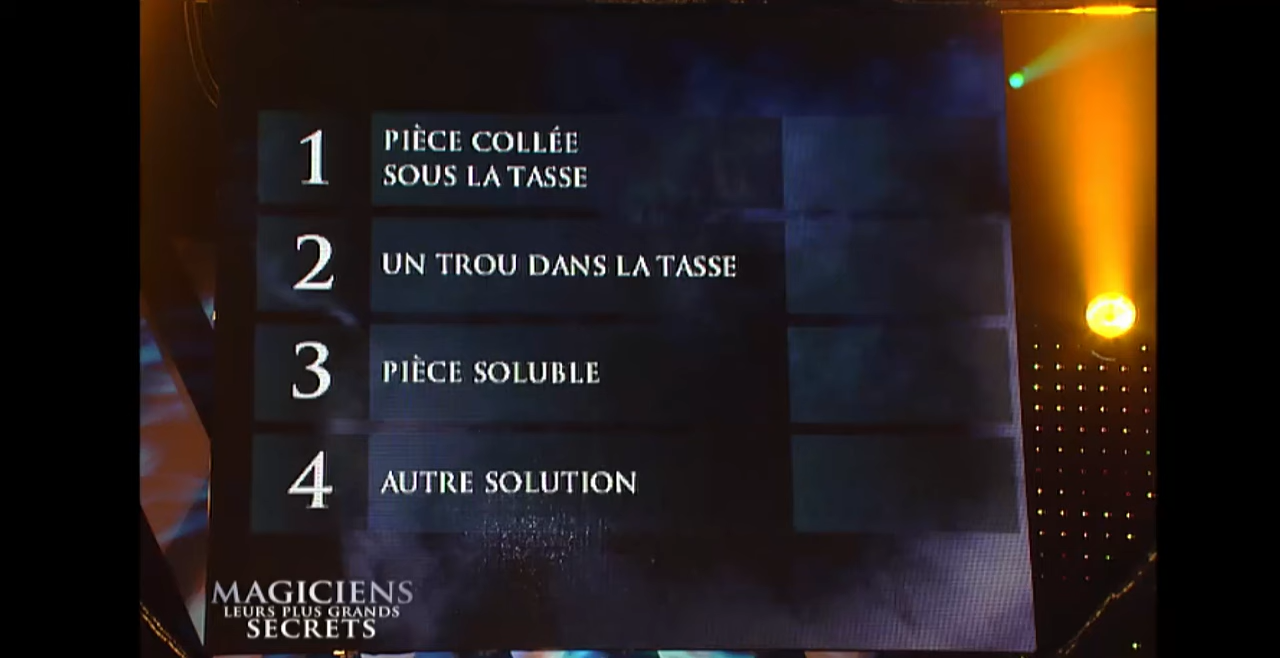 1
PIÈCE COLLÉE
SOUS LA TASSE
2
UN TROU DANS LA TASSE
3
PIÈCE SOLUBLE
4
AUTRE SOLUTION
MAGICIENS
LEURS PLUS GRANDS
SECRETS